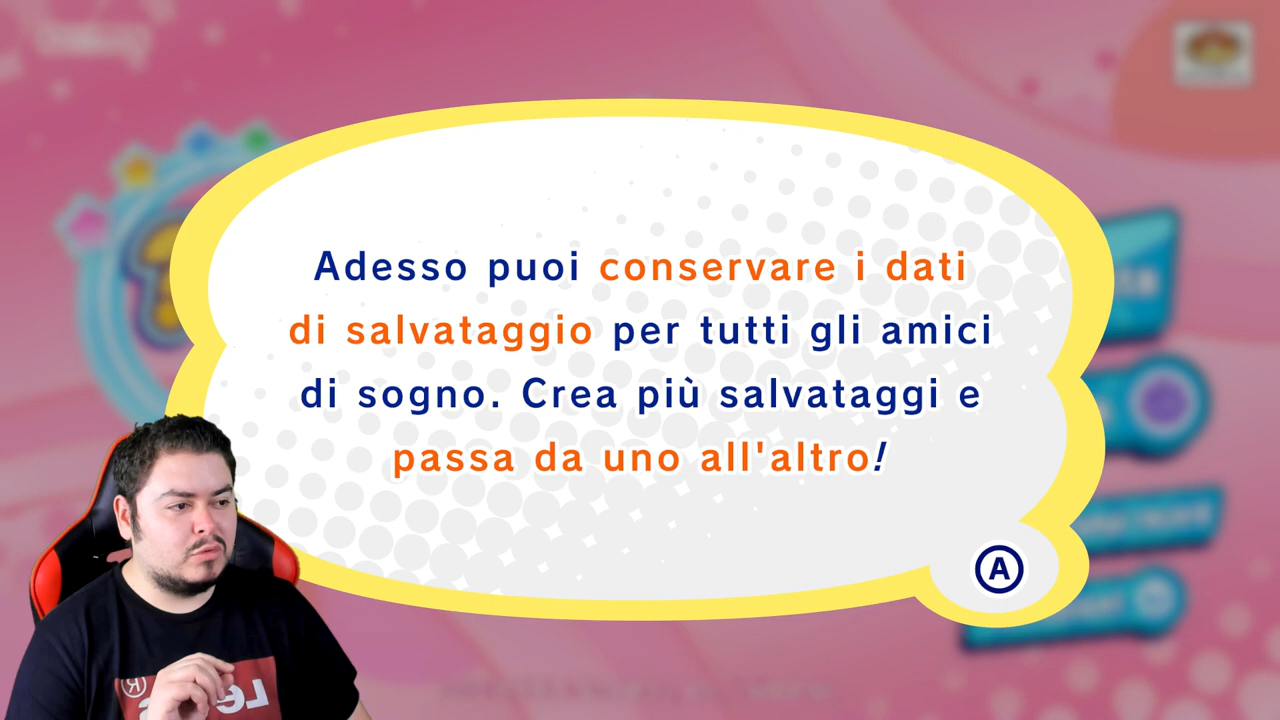 Adesso puoi conservare i dati
di salvataggio per tutti gli amici
di sogno. Crea più salvataggi e
passa da uno all'altro!
A